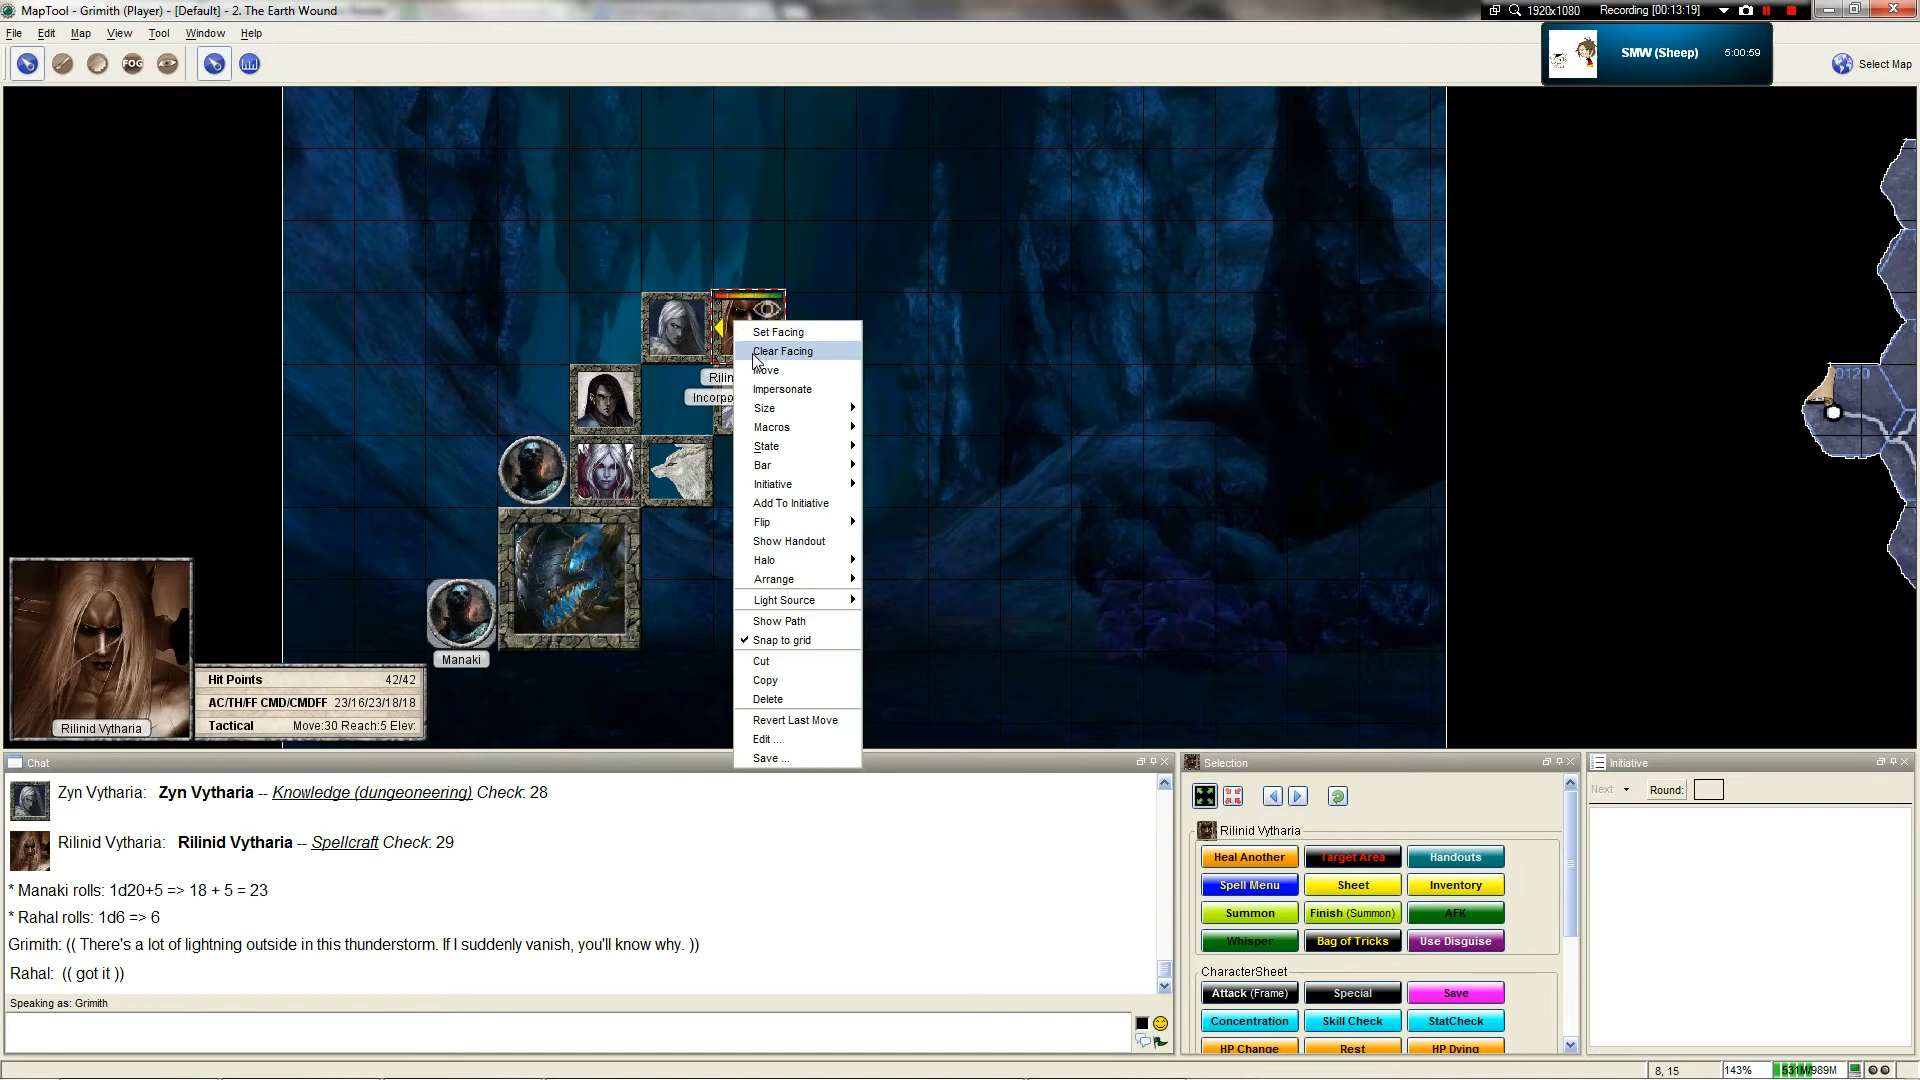 MapTool - Grimith (Player) - [Default] - 2. The Earth Wound
1920x1080 Recording [00:13:19]
File Edit Map View Tool Window Help
SMW (Sheep) 5:00:59
FOG
Select Map
0120
Set Facing
Clear Facing
Move
Impersonate
Size
Macros
State
Bar
Initiative
Add To Initiative
Flip
Show Handout
Halo
Arrange
Light Source
Show Path
Snap to grid
Cut
Copy
Delete
Revert Last Move
Edit ...
Save ...
Manaki
Rilinid Vytharia
Hit Points 42/42
AC/TH/FF CMD/CMDFF 23/16/23/18/18
Tactical Move:30 Reach:5 Elev:
Chat
Zyn Vytharia: Zyn Vytharia -- Knowledge (dungeoneering) Check: 28
Rilinid Vytharia: Rilinid Vytharia -- Spellcraft Check: 29
* Manaki rolls: 1d20+5 => 18 + 5 = 23
* Rahal rolls: 1d6 => 6
Grimith: (( There's a lot of lightning outside in this thunderstorm. If I suddenly vanish, you'll know why. ))
Rahal: (( got it ))
Speaking as: Grimith
Selection
Rilinid Vytharia
Heal Another Target Area Handouts
Spell Menu Sheet Inventory
Summon Finish (Summon) AFK
Whisper Bag of Tricks Use Disguise
CharacterSheet
Attack (Frame) Special Save
Concentration Skill Check StatCheck
HP Change Rest HP Dying
Initiative
Next Round:
8, 15 143% 531M/989M